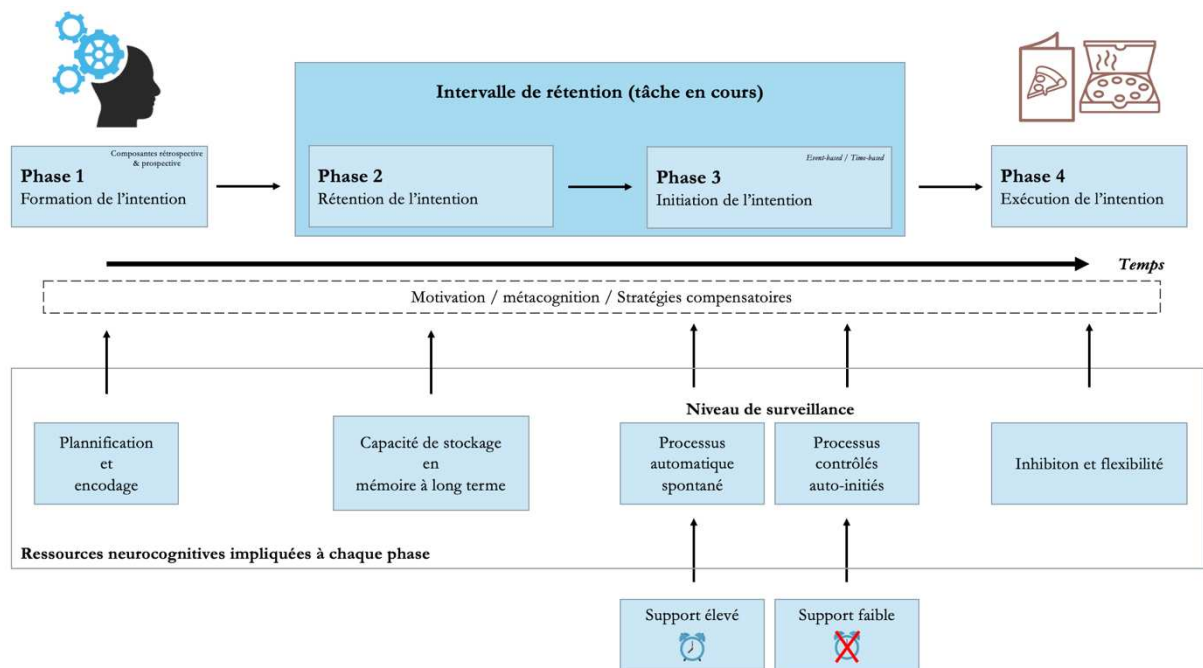 Intervalle de rétention (tâche en cours)
Composantes rétrospective
& prospective
Phase 1
Formation de l'intention
Phase 2
Rétention de l'intention
Event-based / Time-based
Phase 3
Initiation de l'intention
Phase 4
Exécution de l'intention
Temps
Motivation / métacognition / Stratégies compensatoires
Niveau de surveillance
Plannification
et
encodage
Capacité de stockage
en
mémoire à long terme
Processus
automatique
spontané
Processus
contrôlés
auto-initiés
Inhibiton et flexibilité
Ressources neurocognitives impliquées à chaque phase
Support élevé
Support faible